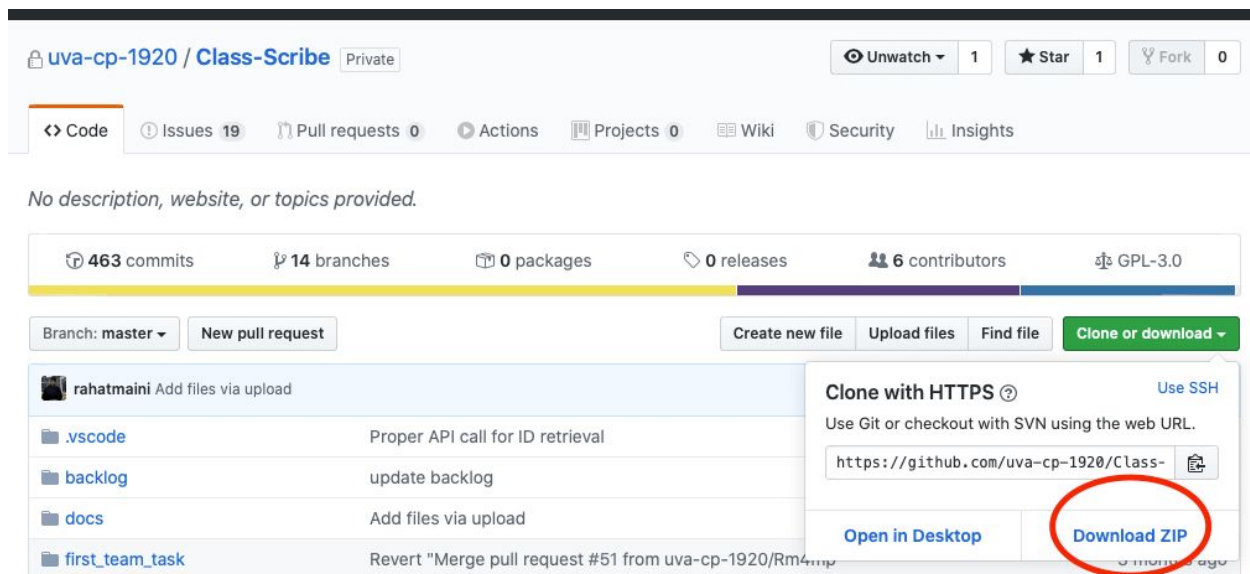 uva-cp-1920 / Class-Scribe Private Unwatch 1 Star 1 Fork 0
Code Issues 19 Pull requests 0 Actions Projects 0 Wiki Security Insights
No description, website, or topics provided.
463 commits 14 branches 0 packages 0 releases 6 contributors GPL-3.0
Branch: master New pull request Create new file Upload files Find file Clone or download
rahatmaini Add files via upload
Clone with HTTPS Use SSH
Use Git or checkout with SVN using the web URL.
https://github.com/uva-cp-1920/Class-
Open in Desktop Download ZIP
.vscode Proper API call for ID retrieval
backlog update backlog
docs Add files via upload
first_team_task Revert "Merge pull request #51 from uva-cp-1920/Rm4mp months ago